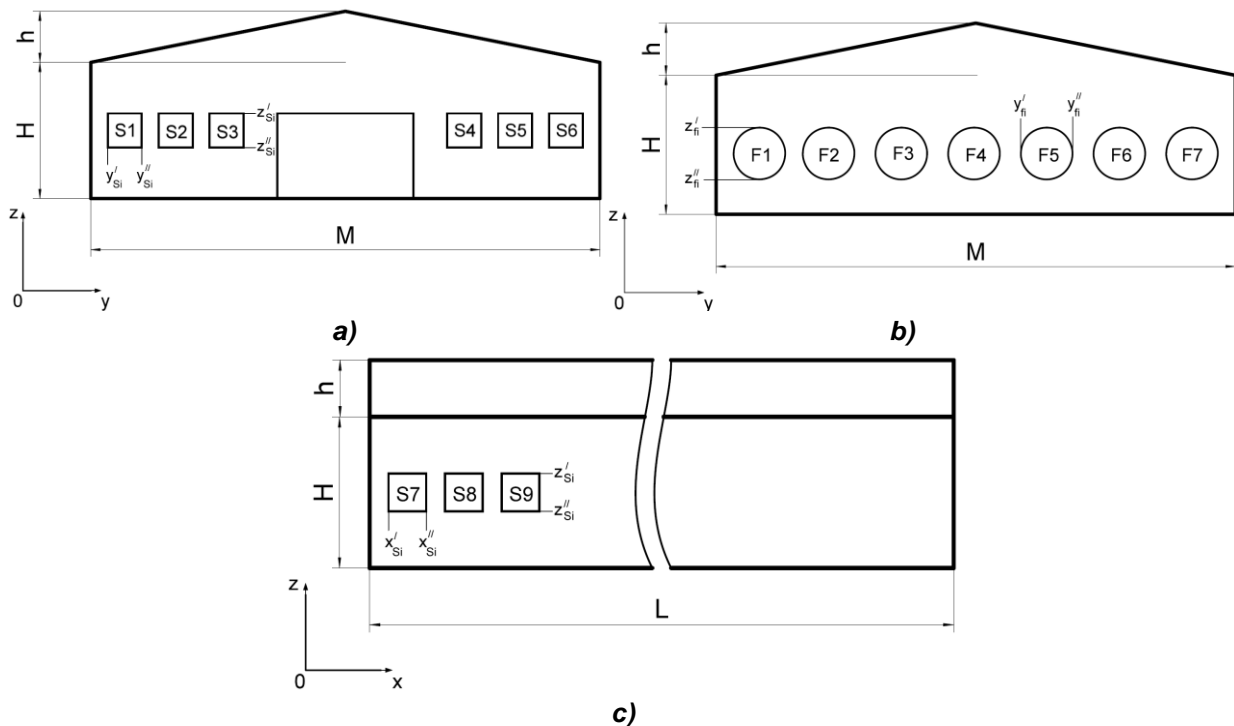 h
H
S1 S2 S3 S4 S5 S6
z'Si
z''Si
y'Si y''Si
M
z
0 y
a)
h
H
z'fi
z''fi
y'fi y''fi
F1 F2 F3 F4 F5 F6 F7
M
z
0 y
b)
h
H
S7 S8 S9
z'Si
z''Si
x'Si x''Si
L
z
0 x
c)